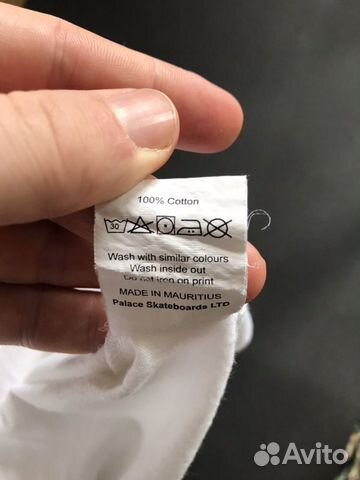 100% Cotton
30
Wash with similar colours
Wash inside out
Do not iron on print
MADE IN MAURITIUS
Palace Skateboards LTD
Avito